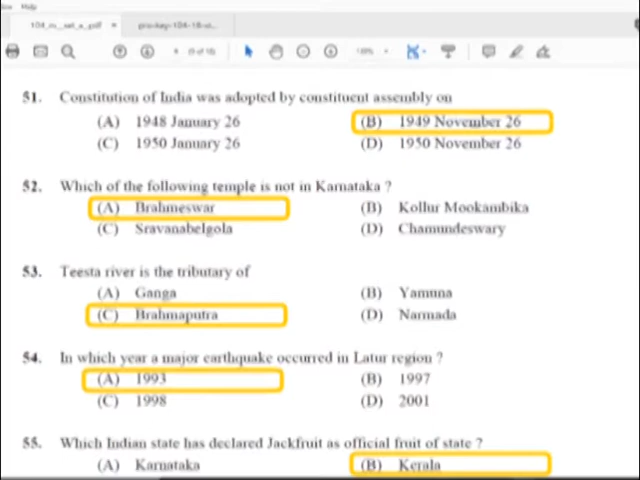 Help
51. Constitution of India was adopted by constituent assembly on
(A) 1948 January 26 (B) 1949 November 26
(C) 1950 January 26 (D) 1950 November 26
52. Which of the following temple is not in Karnataka ?
(A) Brahmeswar (B) Kollur Mookambika
(C) Sravanabelgola (D) Chamundeswary
53. Teesta river is the tributary of
(A) Ganga (B) Yamuna
(C) Brahmaputra (D) Narmada
54. In which year a major earthquake occurred in Latur region ?
(A) 1993 (B) 1997
(C) 1998 (D) 2001
55. Which Indian state has declared Jackfruit as official fruit of state ?
(A) Karnataka (B) Kerala